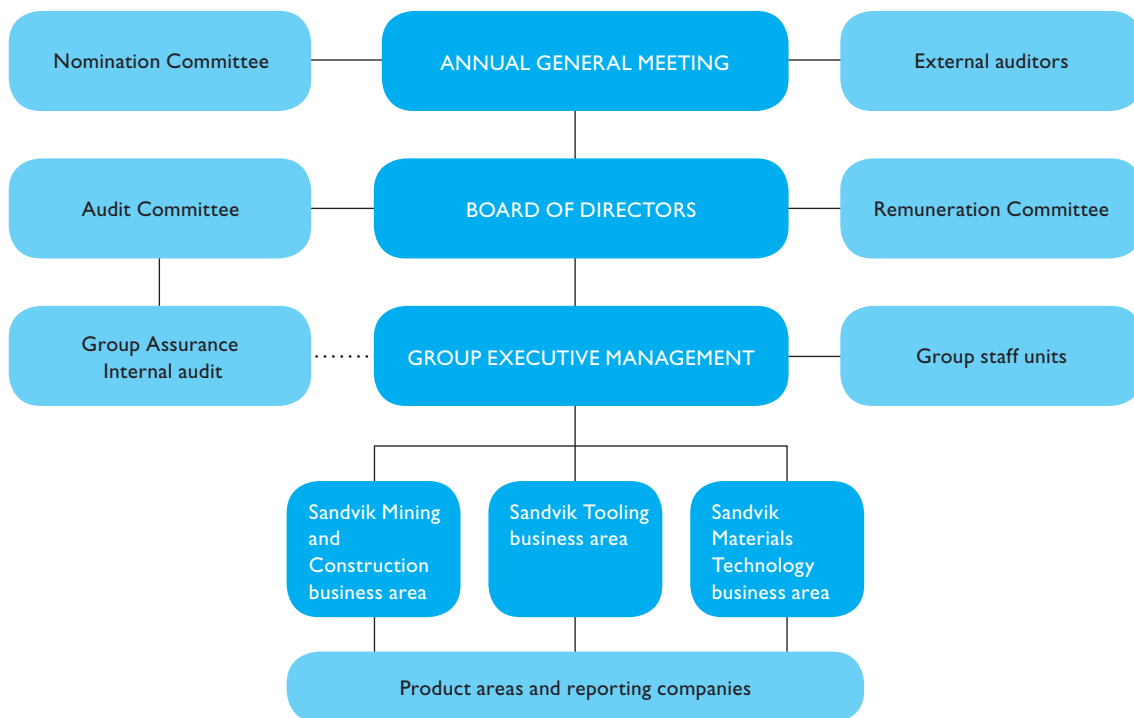 Nomination Committee
ANNUAL GENERAL MEETING
External auditors
Audit Committee
BOARD OF DIRECTORS
Remuneration Committee
Group Assurance
Internal audit
GROUP EXECUTIVE MANAGEMENT
Group staff units
Sandvik Mining
and
Construction
business area
Sandvik Tooling
business area
Sandvik
Materials
Technology
business area
Product areas and reporting companies